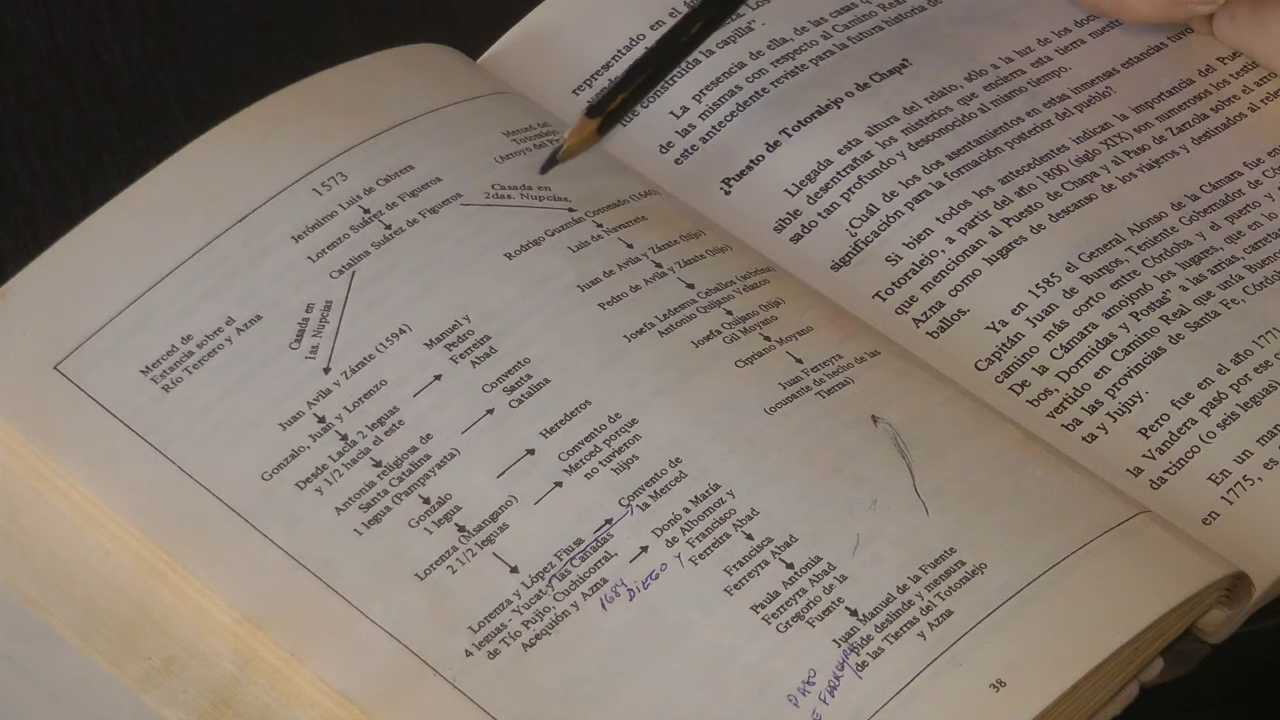 1573
Merced del
Totoralejo
(Arroyo del
Jerónimo Luis de Cabrera
Lorenzo Suárez de Figueroa
Catalina Suárez de Figueroa
Casada en
2das. Nupcias.
Casada en
1as. Nupcias
Merced de
Estancia sobre el
Río Tercero y Azna
Rodrigo Guzmán Coronado (1640)
Luis de Navarrete
Juan de Avila y Zárate (hijo)
Pedro de Avila y Zárate (hijo)
Josefa Ledesma Ceballos (sobrina)
Antonio Quijano Velazco
Josefa Quijano (hija)
Gil Moyano
Cipriano Moyano
Juan Ferreyra
(ocupante de hecho de las
Tierras)
Juan Avila y Zárate (1594)
Gonzalo, Juan y Lorenzo
Manuel y
Pedro
Ferreira
Abad
Desde Lacla 2 leguas
y 1/2 hacia el este
Convento
Santa
Catalina
Antonia religiosa de
Santa Catalina
1 legua (Pampayasta)
Herederos
Gonzalo
1 legua
Convento de
Merced porque
no tuvieron
hijos
Lorenza (Msangano)
2 1/2 leguas
Convento de
la Merced
Lorenza y López Fiusa
4 leguas - Yucat y las Cañadas
de Tío Pujio, Cuchicorral,
Acequión y Azna
Donó a María
de Albornoz y
Francisco
Ferreira Abad
1684
DIEGO Y
Francisca
Ferreyra Abad
Paula Antonia
Ferreyra Abad
Gregorio de la
Fuente
Juan Manuel de la Fuente
pide deslinde y mensura
de las Tierras del Totoralejo
y Azna
38
representado en el
construida la capilla".
La presencia de ella, de las casas
de las mismas con respecto al Camino Real
este antecedente reviste para la futura historia de
¿Puesto de Totoralejo o de Chapa?
Llegada esta altura del relato, sólo a la luz de los
sible desentrañar los misterios que encierra esta tierra
sado tan profundo y desconocido al mismo tiempo.
¿Cuál de los dos asentamientos en estas inmensas estancias tuvo
significación para la formación posterior del pueblo?
Si bien todos los antecedentes indican la importancia del
Totoralejo, a partir del año 1800 (siglo XIX) son numerosos los
que mencionan al Puesto de Chapa y al Paso de Zarzola sobre el
Azna como lugares de descanso de los viajeros y destinados al
ballos.
Ya en 1585 el General Alonso de la Cámara fue
Capitán Juan de Burgos, Teniente Gobernador de
camino más corto entre Córdoba y el puerto y
De la Cámara amojonó los lugares, que en lo
bos, Dormidas y Postas" a las arrias,
vertido en Camino Real que unía
ba las provincias de Santa Fe,
ta y Jujuy.
Pero fue en el año
la Vandera pasó por ese
da cinco (o seis leguas)
En un
en 1775,